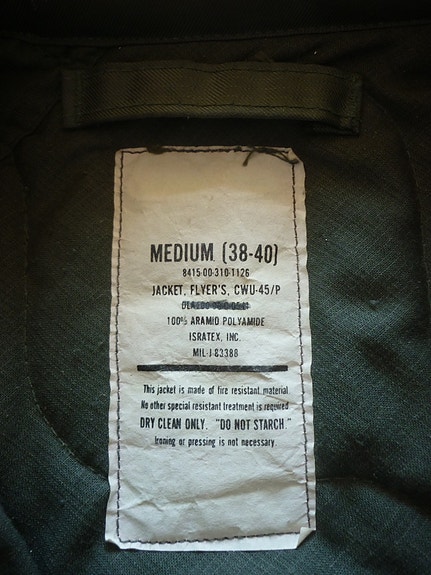 MEDIUM (38-40)
8415-00-310-1126
JACKET, FLYER'S, CWU-45/P
100% ARAMID POLYAMIDE
ISRATEX, INC.
MIL-J-83388
This jacket is made of fire resistant material
No other special resistant treatment is required
DRY CLEAN ONLY. "DO NOT STARCH"
Ironing or pressing is not necessary.